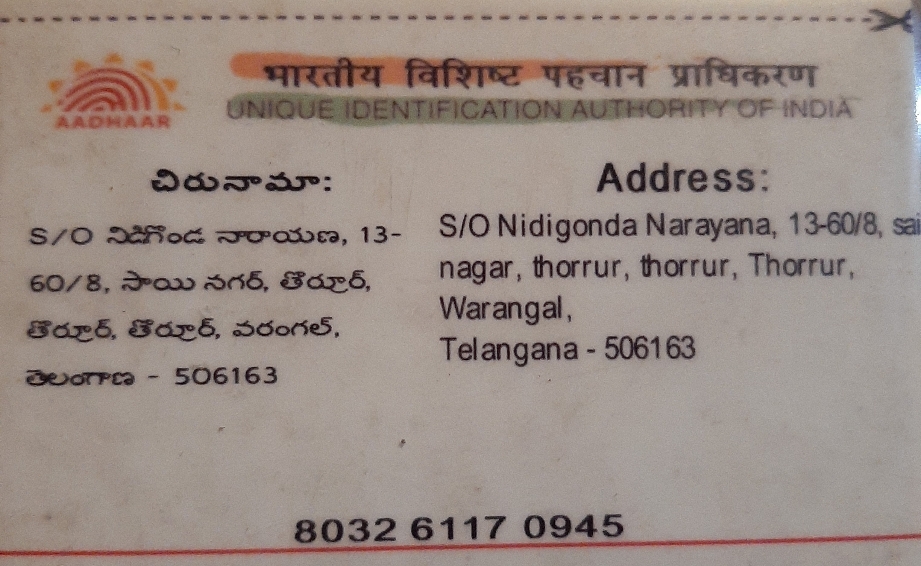 भारतीय विशिष्ट पहचान प्राधिकरण
UNIQUE IDENTIFICATION AUTHORITY OF INDIA
AADHAAR
చిరునామా:
S/O నిడిగొండ నారాయణ, 13-
60/8, సాయి నగర్, తొర్రూర్,
తొర్రూర్, తొర్రూర్, వరంగల్,
తెలంగాణ - 506163
Address:
S/O Nidigonda Narayana, 13-60/8, sai
nagar, thorrur, thorrur, Thorrur,
Warangal,
Telangana - 506163
8032 6117 0945